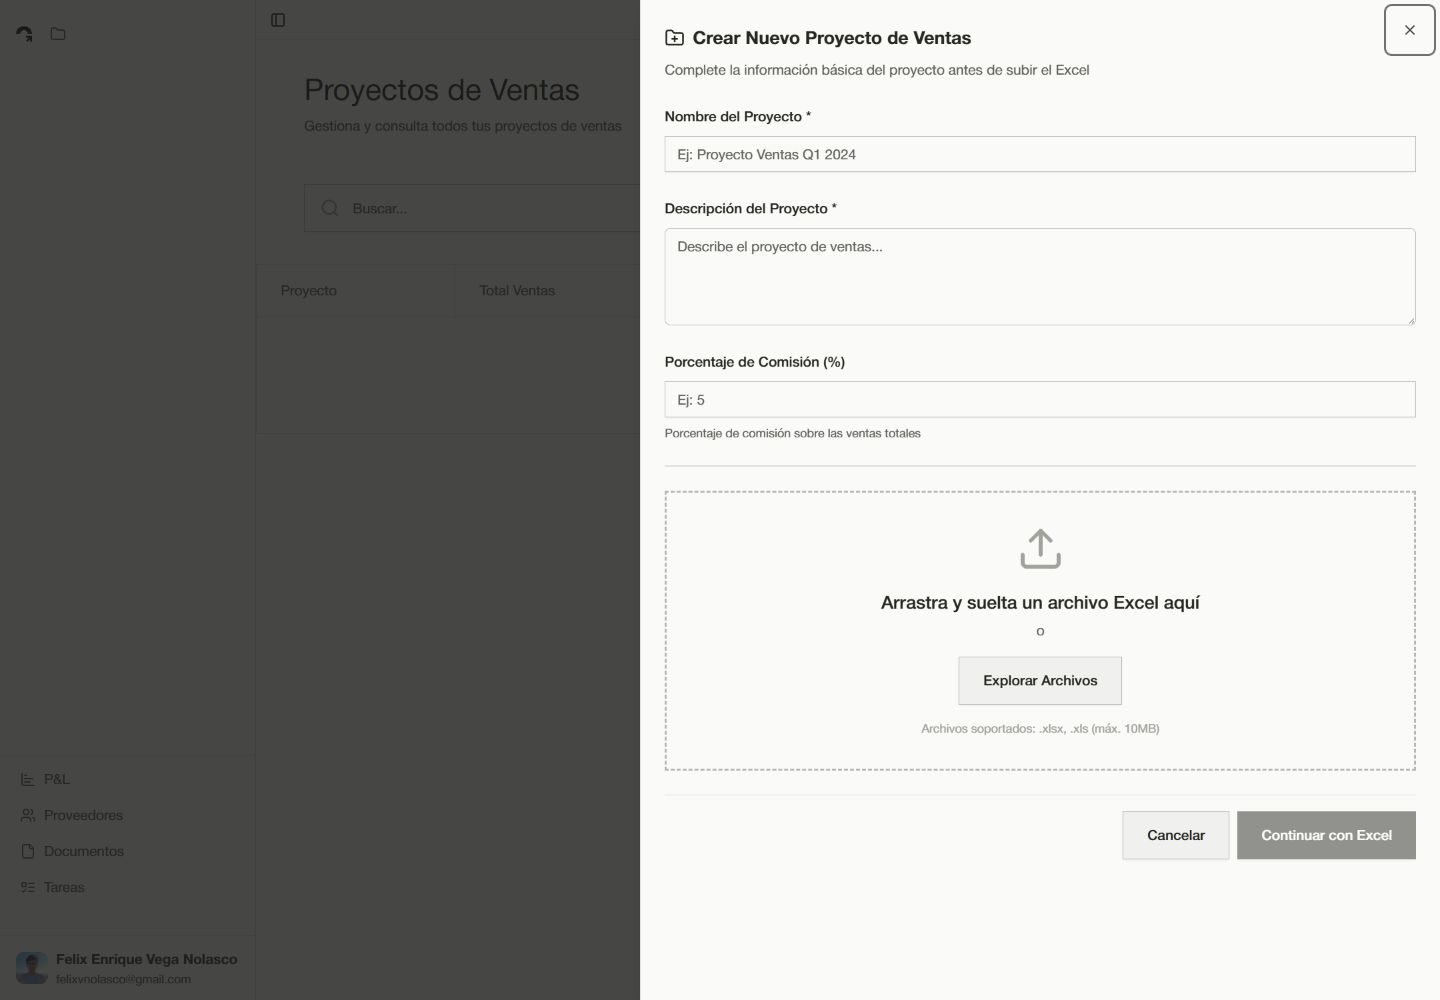 Proyectos de Ventas
Gestiona y consulta todos tus proyectos de ventas
Buscar...
Proyecto
Total Ventas
P&L
Proveedores
Documentos
Tareas
Felix Enrique Vega Nolasco
felixvnolasco@gmail.com
Crear Nuevo Proyecto de Ventas
Complete la información básica del proyecto antes de subir el Excel
Nombre del Proyecto *
Ej: Proyecto Ventas Q1 2024
Descripción del Proyecto *
Describe el proyecto de ventas...
Porcentaje de Comisión (%)
Ej: 5
Porcentaje de comisión sobre las ventas totales
Arrastra y suelta un archivo Excel aquí
o
Explorar Archivos
Archivos soportados: .xlsx, .xls (máx. 10MB)
Cancelar
Continuar con Excel